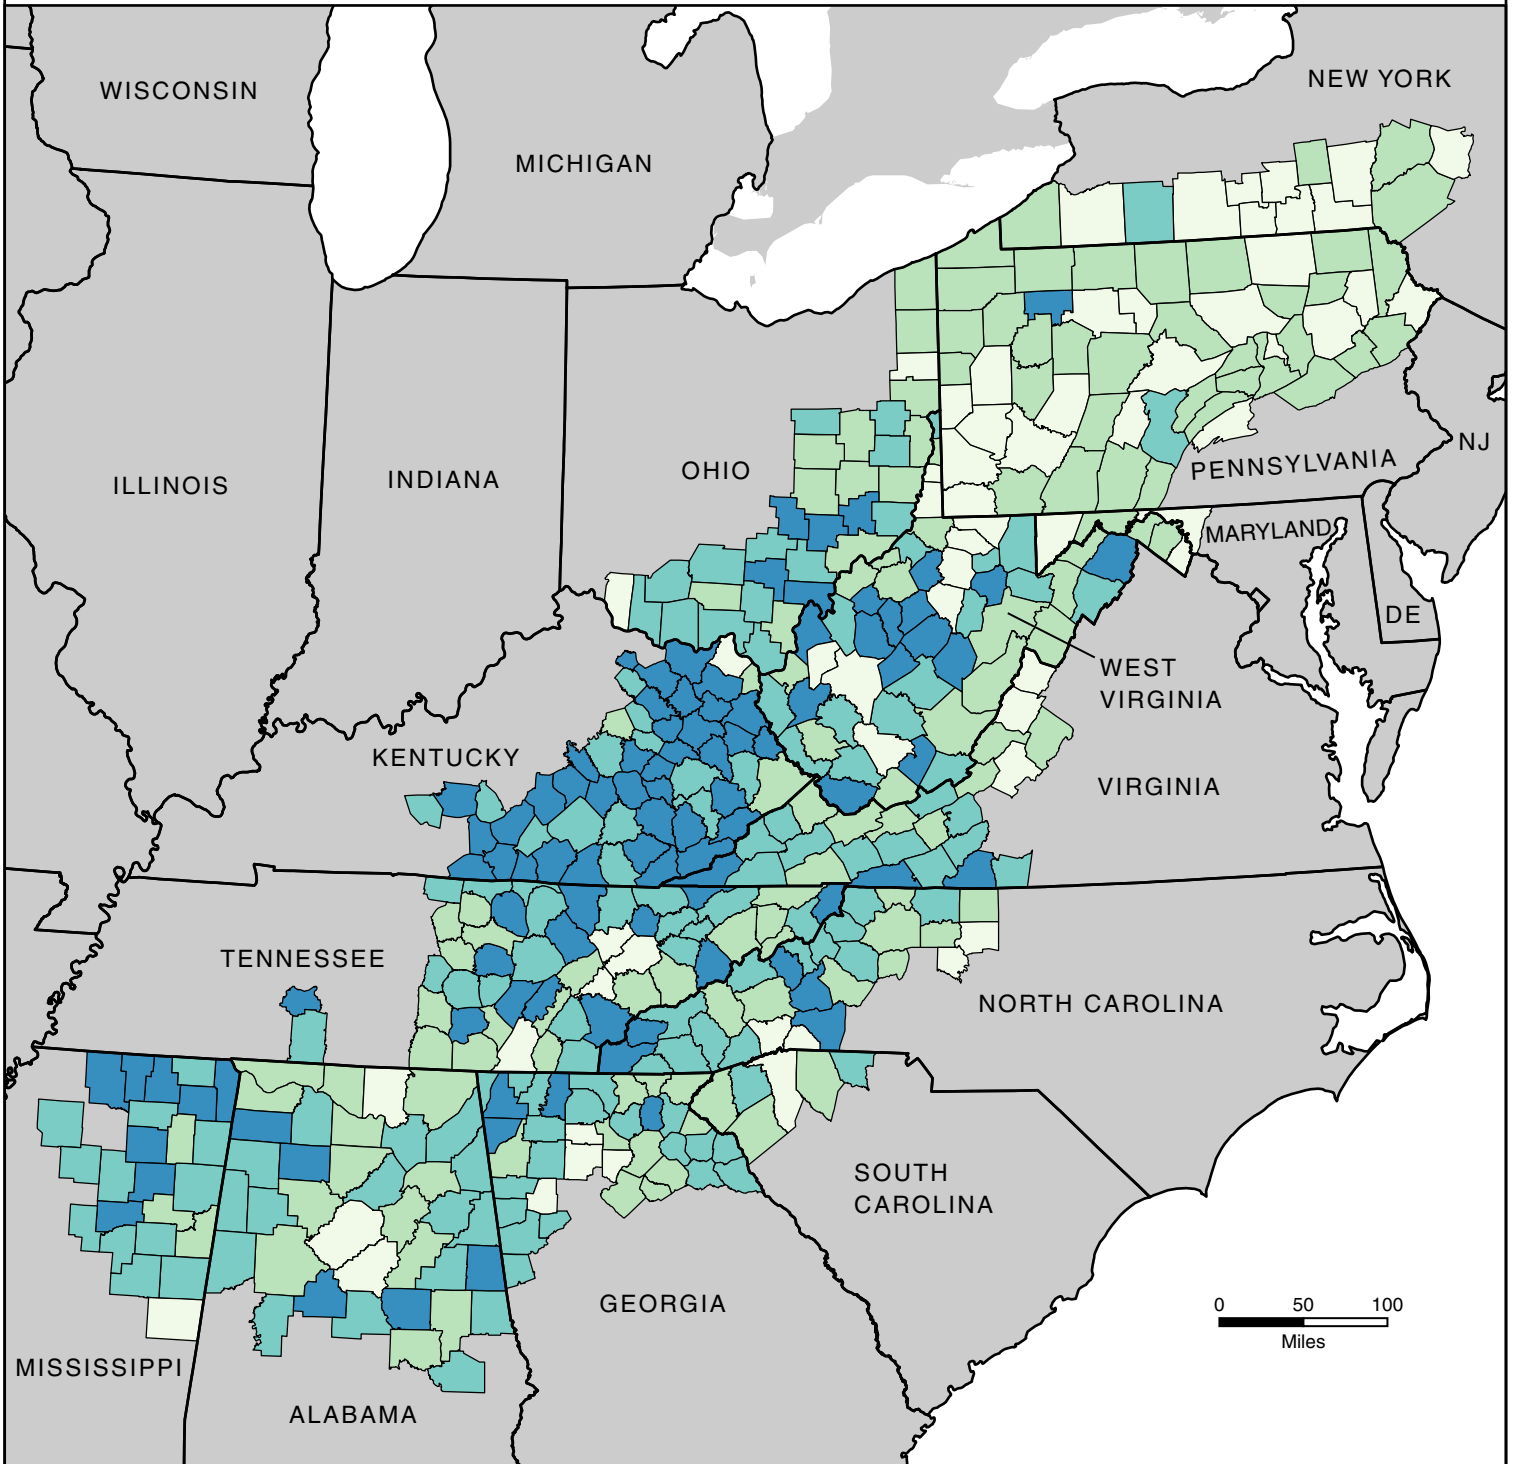 WISCONSIN
NEW YORK
MICHIGAN
ILLINOIS
INDIANA
OHIO
PENNSYLVANIA
NJ
MARYLAND
DE
WEST
VIRGINIA
KENTUCKY
VIRGINIA
TENNESSEE
NORTH CAROLINA
SOUTH
CAROLINA
GEORGIA
0 50 100
Miles
MISSISSIPPI
ALABAMA